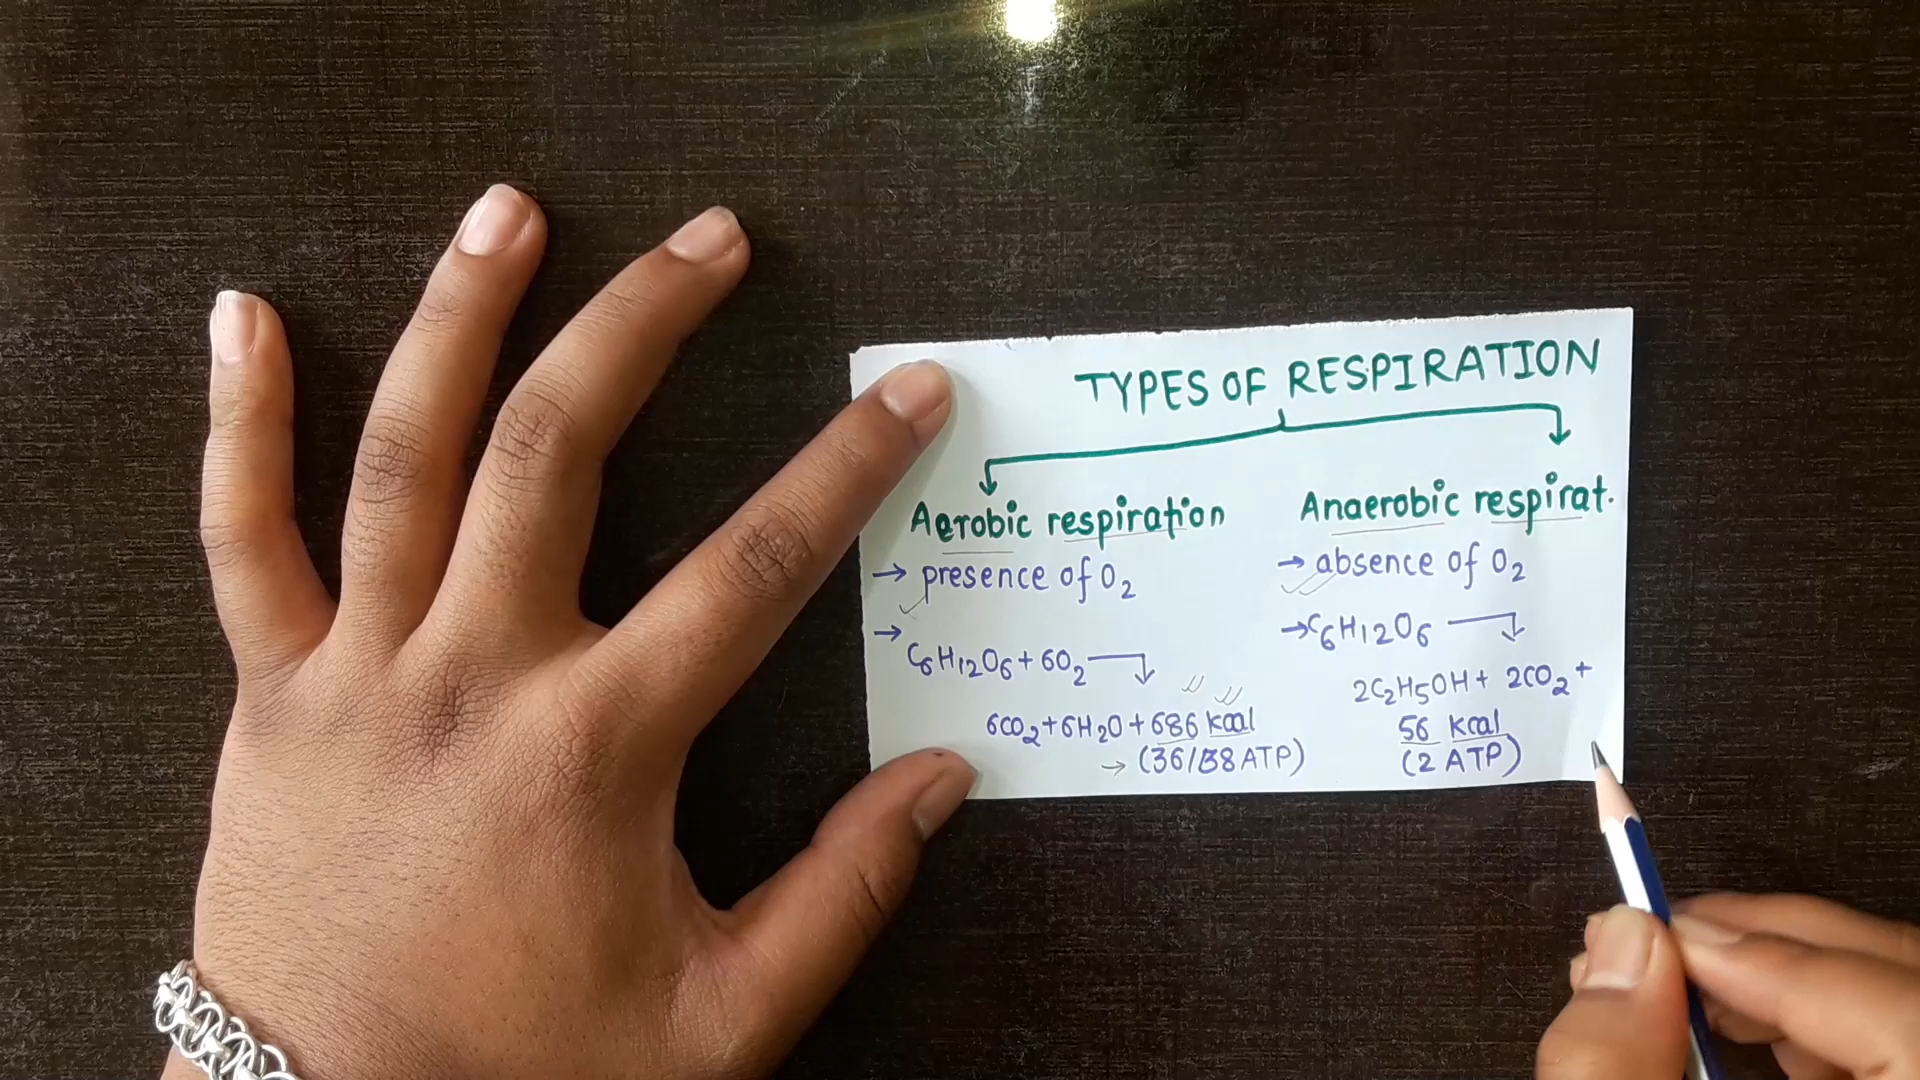 TYPES OF RESPIRATION
Aerobic respiration
→ presence of O₂
→ C₆H₁₂O₆ + 6O₂
6CO₂ + 6H₂O + 686 kcal
→ (36/38 ATP)
Anaerobic respirat.
→ absence of O₂
→ C₆H₁₂O₆
2C₂H₅OH + 2CO₂ +
56 kcal
(2 ATP)